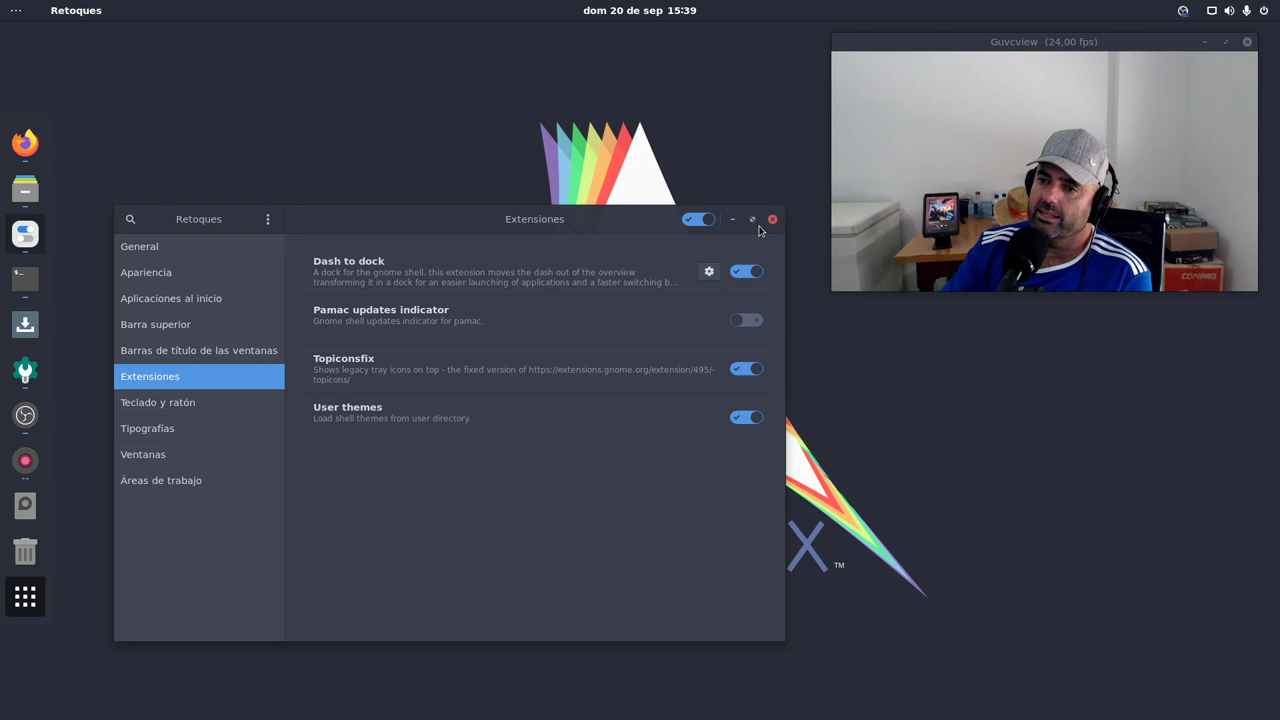 Retoques
dom 20 de sep 15:39
Guvcview (24,00 fps)
COMPAQ
Retoques
Extensiones
General
Apariencia
Aplicaciones al inicio
Barra superior
Barras de título de las ventanas
Extensiones
Teclado y ratón
Tipografías
Ventanas
Áreas de trabajo
Dash to dock
A dock for the gnome shell. this extension moves the dash out of the overview
transforming it in a dock for an easier launching of applications and a faster switching b...
Pamac updates indicator
Gnome shell updates indicator for pamac.
Topiconsfix
Shows legacy tray icons on top - the fixed version of https://extensions.gnome.org/extension/495/-
topicons/
User themes
Load shell themes from user directory.
X
TM